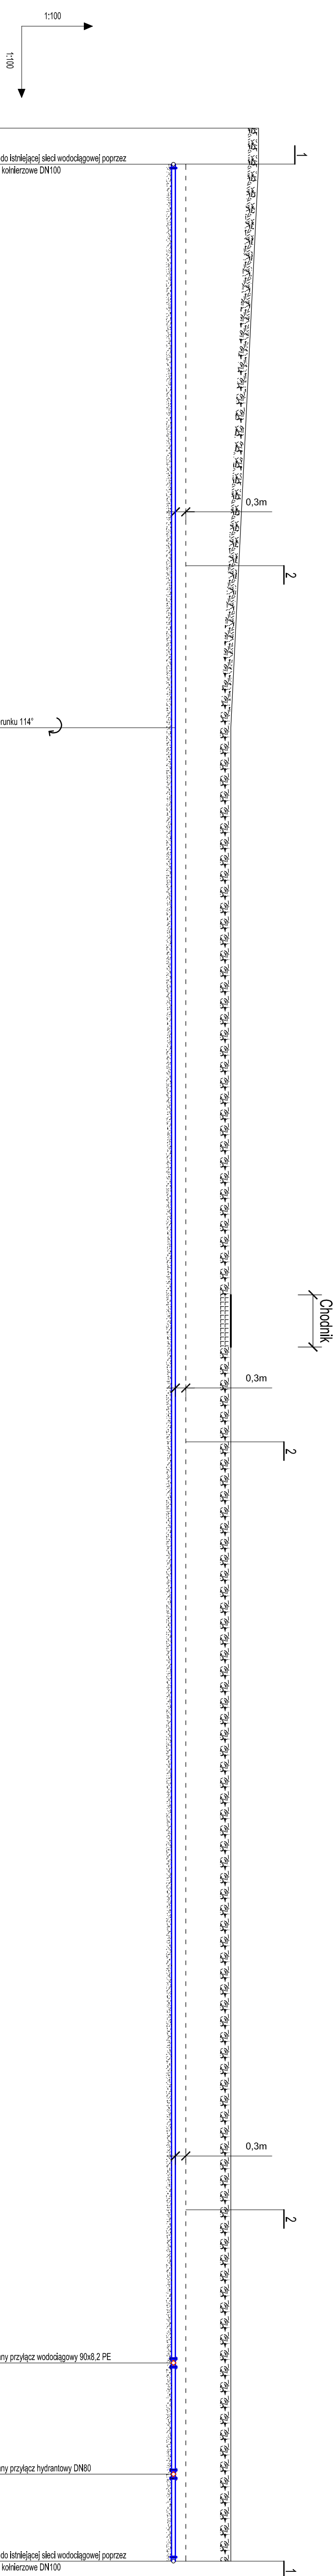 1:100
1:100
1
do istniejącej sieci wodociągowej poprzez
kołnierzowe DN100
0,3m
2
runku 114°
Chodnik
0,3m
2
0,3m
2
ny przyłącz wodociągowy 90x8,2 PE
ny przyłącz hydrantowy DN80
do istniejącej sieci wodociągowej poprzez
kołnierzowe DN100
1